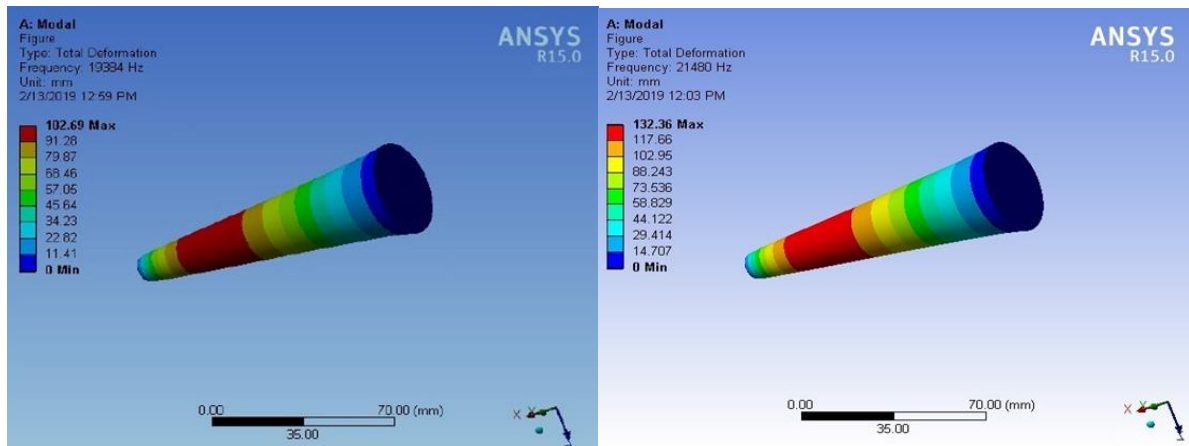 A: Modal
Figure
Type: Total Deformation
Frequency: 19384 Hz
Unit: mm
2/13/2019 12:59 PM
ANSYS
R15.0
102.69 Max
91.28
79.87
68.46
57.05
45.64
34.23
22.82
11.41
0 Min
0.00 70.00 (mm)
35.00
X Y
A: Modal
Figure
Type: Total Deformation
Frequency: 21480 Hz
Unit: mm
2/13/2019 12:03 PM
ANSYS
R15.0
132.36 Max
117.66
102.95
88.243
73.536
58.829
44.122
29.414
14.707
0 Min
0.00 70.00 (mm)
35.00
X Y